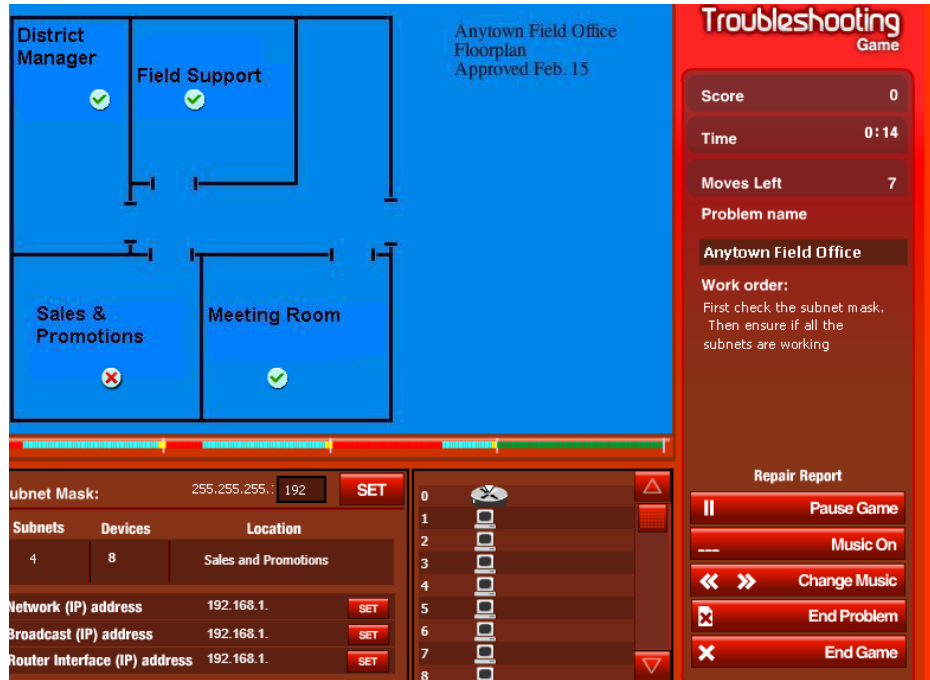 District
Manager
Field Support
Anytown Field Office
Floorplan
Approved Feb. 15
Sales &
Promotions
Meeting Room
ubnet Mask:
255.255.255.:
192
SET
Subnets Devices Location
4 8 Sales and Promotions
Network (IP) address 192.168.1. SET
Broadcast (IP) address 192.168.1. SET
Router Interface (IP) address 192.168.1. SET
0
1
2
3
4
5
6
7
8
Troubleshooting
Game
Score 0
Time 0:14
Moves Left 7
Problem name
Anytown Field Office
Work order:
First check the subnet mask.
Then ensure if all the
subnets are working
Repair Report
Pause Game
Music On
Change Music
End Problem
End Game